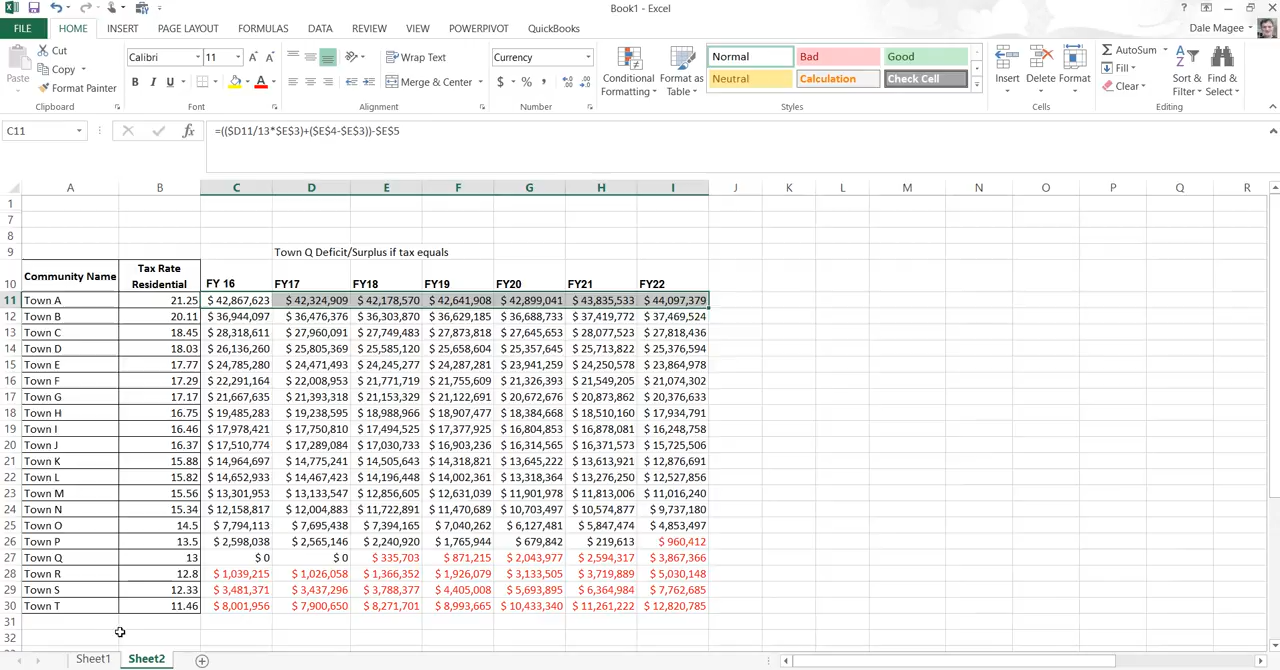 Book1 - Excel
FILE HOME INSERT PAGE LAYOUT FORMULAS DATA REVIEW VIEW POWERPIVOT QuickBooks Dale Magee
Paste Cut Copy Format Painter Clipboard
Calibri 11 B I U Font
Wrap Text Merge & Center Alignment
Currency $ % , Number
Conditional Formatting Format as Table Normal Bad Good Neutral Calculation Check Cell Styles
Insert Delete Format Cells
AutoSum Fill Clear Sort & Filter Find & Select Editing
C11 fx =(($D11/13*$E$3)+($E$4-$E$3))-$E$5
A B C D E F G H I J K L M N O P Q R
1
7
8
9 Town Q Deficit/Surplus if tax equals
10 Community Name Tax Rate Residential FY 16 FY17 FY18 FY19 FY20 FY21 FY22
11 Town A 21.25 $ 42,867,623 $ 42,324,909 $ 42,178,570 $ 42,641,908 $ 42,899,041 $ 43,835,533 $ 44,097,379
12 Town B 20.11 $ 36,944,097 $ 36,476,376 $ 36,303,870 $ 36,629,185 $ 36,688,733 $ 37,419,772 $ 37,469,524
13 Town C 18.45 $ 28,318,611 $ 27,960,091 $ 27,749,483 $ 27,873,818 $ 27,645,653 $ 28,077,523 $ 27,818,436
14 Town D 18.03 $ 26,136,260 $ 25,805,369 $ 25,585,120 $ 25,658,604 $ 25,357,645 $ 25,713,822 $ 25,376,594
15 Town E 17.77 $ 24,785,280 $ 24,471,493 $ 24,245,277 $ 24,287,281 $ 23,941,259 $ 24,250,578 $ 23,864,978
16 Town F 17.29 $ 22,291,164 $ 22,008,953 $ 21,771,719 $ 21,755,609 $ 21,326,393 $ 21,549,205 $ 21,074,302
17 Town G 17.17 $ 21,667,635 $ 21,393,318 $ 21,153,329 $ 21,122,691 $ 20,672,676 $ 20,873,862 $ 20,376,633
18 Town H 16.75 $ 19,485,283 $ 19,238,595 $ 18,988,966 $ 18,907,477 $ 18,384,668 $ 18,510,160 $ 17,934,791
19 Town I 16.46 $ 17,978,421 $ 17,750,810 $ 17,494,525 $ 17,377,925 $ 16,804,853 $ 16,878,081 $ 16,248,758
20 Town J 16.37 $ 17,510,774 $ 17,289,084 $ 17,030,733 $ 16,903,236 $ 16,314,565 $ 16,371,573 $ 15,725,506
21 Town K 15.88 $ 14,964,697 $ 14,775,241 $ 14,505,643 $ 14,318,821 $ 13,645,222 $ 13,613,921 $ 12,876,691
22 Town L 15.82 $ 14,652,933 $ 14,467,423 $ 14,196,448 $ 14,002,361 $ 13,318,364 $ 13,276,250 $ 12,527,856
23 Town M 15.56 $ 13,301,953 $ 13,133,547 $ 12,856,605 $ 12,631,039 $ 11,901,978 $ 11,813,006 $ 11,016,240
24 Town N 15.34 $ 12,158,817 $ 12,004,883 $ 11,722,891 $ 11,470,689 $ 10,703,497 $ 10,574,877 $ 9,737,180
25 Town O 14.5 $ 7,794,113 $ 7,695,438 $ 7,394,165 $ 7,040,262 $ 6,127,481 $ 5,847,474 $ 4,853,497
26 Town P 13.5 $ 2,598,038 $ 2,565,146 $ 2,240,920 $ 1,765,944 $ 679,842 $ 219,613 $ 960,412
27 Town Q 13 $ 0 $ 0 $ 335,703 $ 871,215 $ 2,043,977 $ 2,594,317 $ 3,867,366
28 Town R 12.8 $ 1,039,215 $ 1,026,058 $ 1,366,352 $ 1,926,079 $ 3,133,505 $ 3,719,889 $ 5,030,148
29 Town S 12.33 $ 3,481,371 $ 3,437,296 $ 3,788,377 $ 4,405,008 $ 5,693,895 $ 6,364,984 $ 7,762,685
30 Town T 11.46 $ 8,001,956 $ 7,900,650 $ 8,271,701 $ 8,993,665 $ 10,433,340 $ 11,261,222 $ 12,820,785
31
32
Sheet1 Sheet2